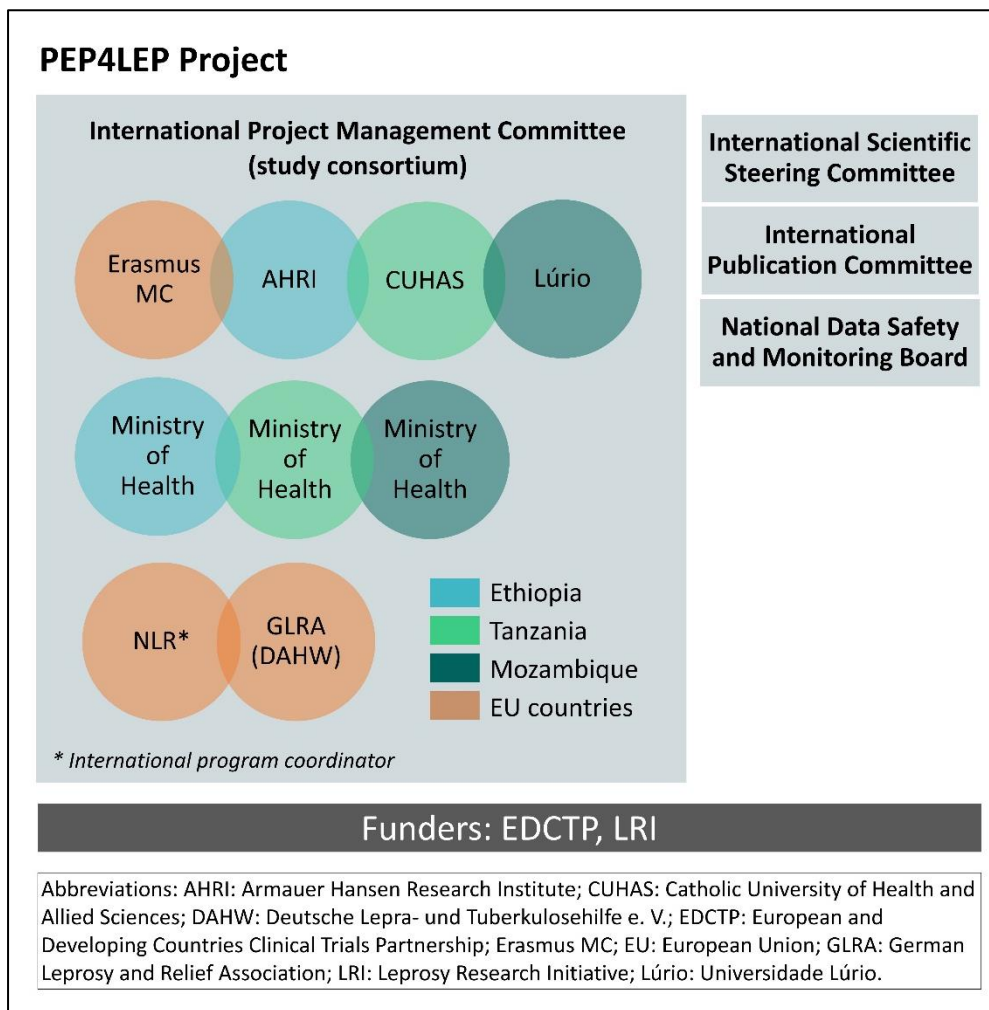 PEP4LEP Project
International Project Management Committee
(study consortium)
Erasmus
MC
AHRI
CUHAS
Lúrio
Ministry
of
Health
Ministry
of
Health
Ministry
of
Health
NLR*
GLRA
(DAHW)
Ethiopia
Tanzania
Mozambique
EU countries
* International program coordinator
International Scientific
Steering Committee
International
Publication Committee
National Data Safety
and Monitoring Board
Funders: EDCTP, LRI
Abbreviations: AHRI: Armauer Hansen Research Institute; CUHAS: Catholic University of Health and
Allied Sciences; DAHW: Deutsche Lepra- und Tuberkulosehilfe e. V.; EDCTP: European and
Developing Countries Clinical Trials Partnership; Erasmus MC; EU: European Union; GLRA: German
Leprosy and Relief Association; LRI: Leprosy Research Initiative; Lúrio: Universidade Lúrio.